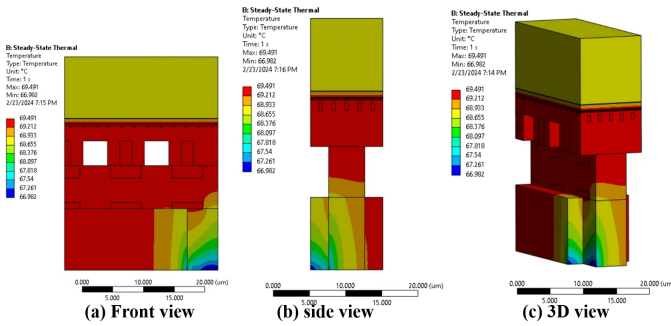 B: Steady-State Thermal
Temperature
Type: Temperature
Unit: °C
Time: 1 s
Max: 69.491
Min: 66.982
2/23/2024 7:15 PM
69.491
69.212
68.933
68.655
68.376
68.097
67.818
67.54
67.261
66.982
0.000 10.000 20.000 (um)
5.000 15.000
(a) Front view
B: Steady-State Thermal
Temperature
Type: Temperature
Unit: °C
Time: 1 s
Max: 69.491
Min: 66.982
2/23/2024 7:16 PM
69.491
69.212
68.933
68.655
68.376
68.097
67.818
67.54
67.261
66.982
0.000 10.000 20.000 (um)
5.000 15.000
(b) side view
B: Steady-State Thermal
Temperature
Type: Temperature
Unit: °C
Time: 1 s
Max: 69.491
Min: 66.982
2/23/2024 7:14 PM
69.491
69.212
68.933
68.655
68.376
68.097
67.818
67.54
67.261
66.982
0.000 10.000 20.000 (um)
5.000 15.000
(c) 3D view